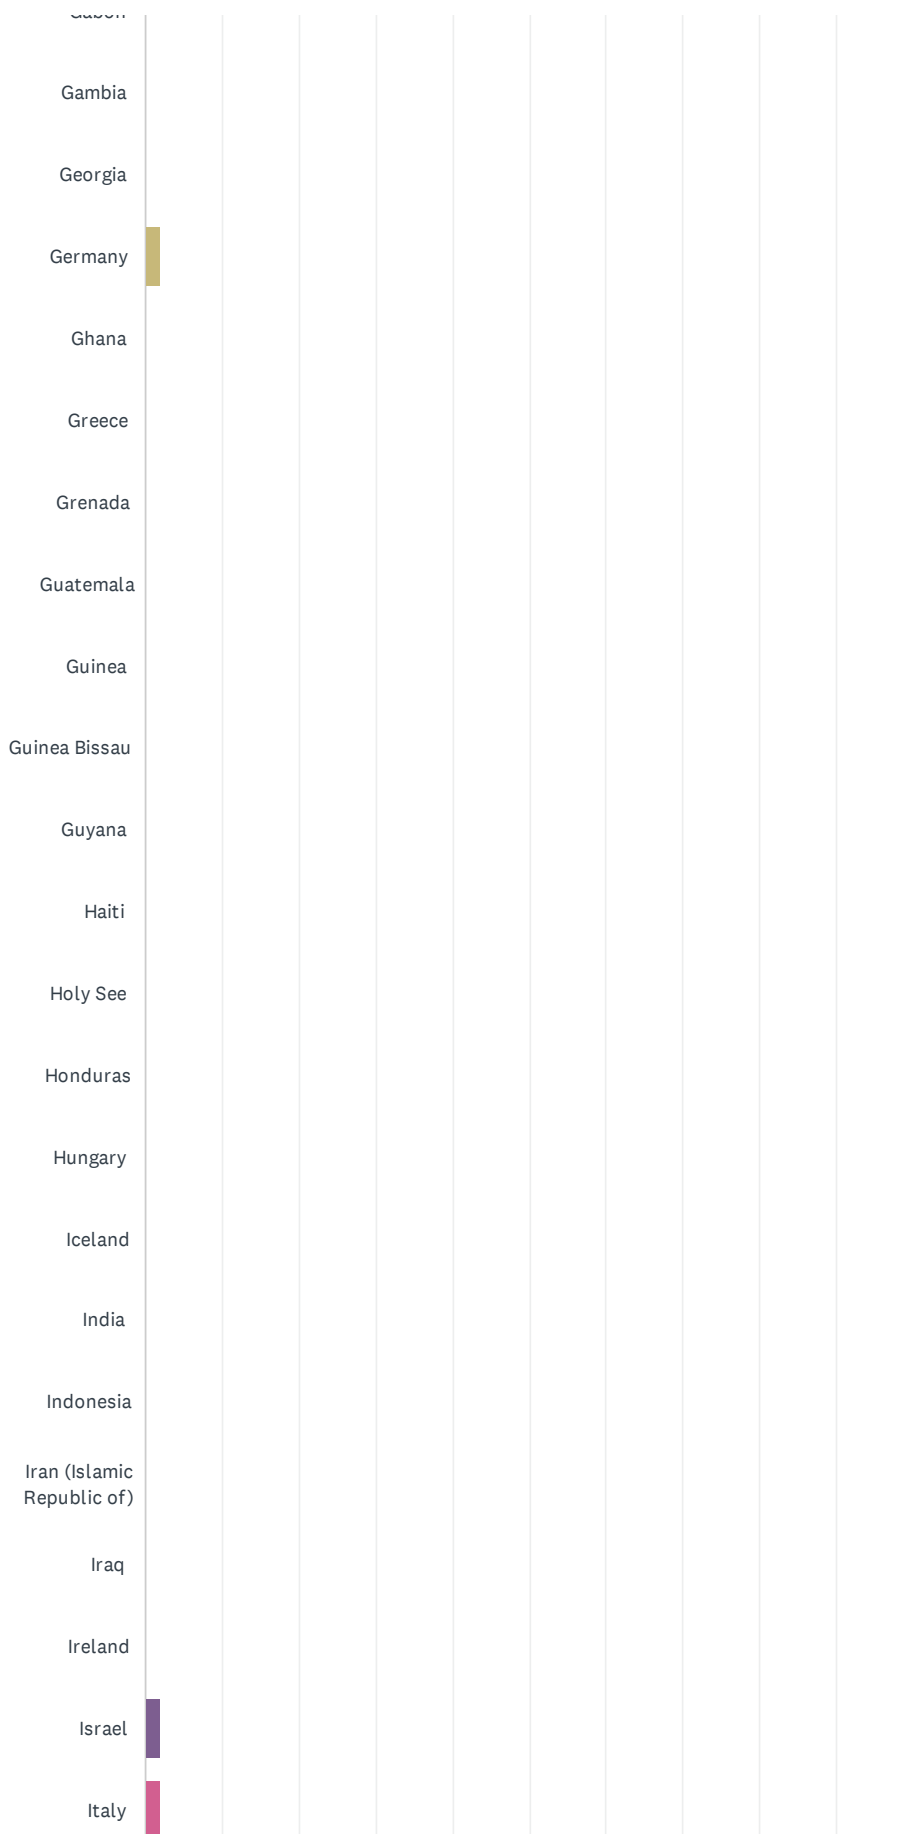 Gabon
Gambia
Georgia
Germany
Ghana
Greece
Grenada
Guatemala
Guinea
Guinea Bissau
Guyana
Haiti
Holy See
Honduras
Hungary
Iceland
India
Indonesia
Iran (Islamic
Republic of)
Iraq
Ireland
Israel
Italy